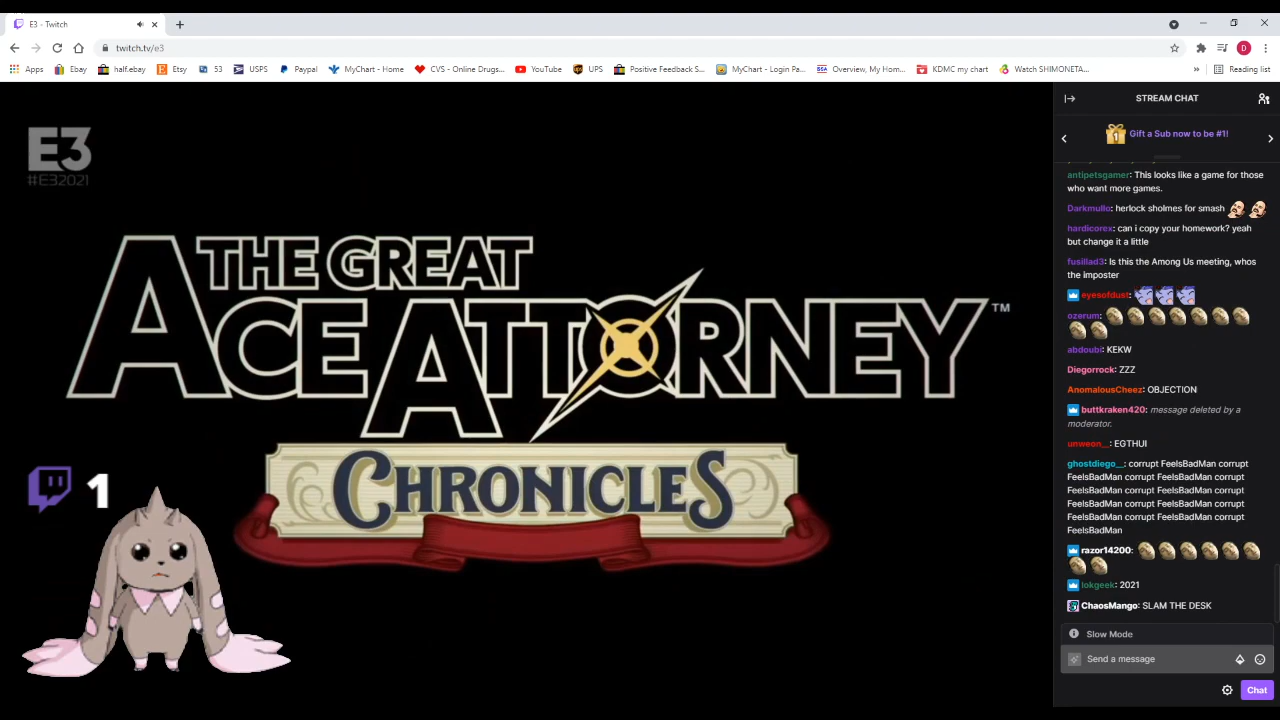 E3 - Twitch
twitch.tv/e3
D
Apps
Ebay
half.ebay
Etsy
53
USPS
Paypal
MyChart - Home
CVS - Online Drugs...
YouTube
UPS
Positive Feedback S...
MyChart - Login Pa...
Overview, My Hom...
KDMC my chart
Watch SHIMONETA...
»
Reading list
E3
#E32021
THE GREAT
ACE ATTORNEY™
CHRONICLES
1
STREAM CHAT
1 Gift a Sub now to be #1!
antipetsgamer: This looks like a game for those
who want more games.
Darkmullo: herlock sholmes for smash
hardicorex: can i copy your homework? yeah
but change it a little
fusillad3: Is this the Among Us meeting, whos
the imposter
eyesofdust:
ozerum:
abdoubi: KEKW
Diegorrock: ZZZ
AnomalousCheez: OBJECTION
buttkraken420: message deleted by a
moderator.
unweon__: EGTHUI
ghostdiego__: corrupt FeelsBadMan corrupt
FeelsBadMan corrupt FeelsBadMan corrupt
FeelsBadMan corrupt FeelsBadMan corrupt
FeelsBadMan corrupt FeelsBadMan corrupt
FeelsBadMan corrupt FeelsBadMan corrupt
FeelsBadMan
razor14200:
lokgeek: 2021
ChaosMango: SLAM THE DESK
Slow Mode
Send a message
Chat